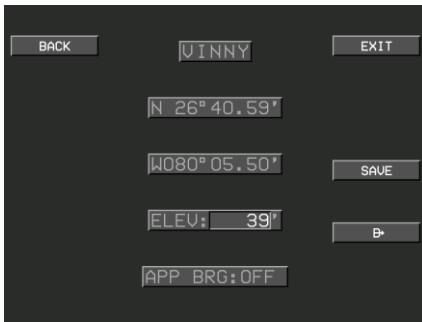 BACK
VINNY
EXIT
N 26°40.59'
W080°05.50'
SAVE
ELEV: 39'
APP BRG:OFF